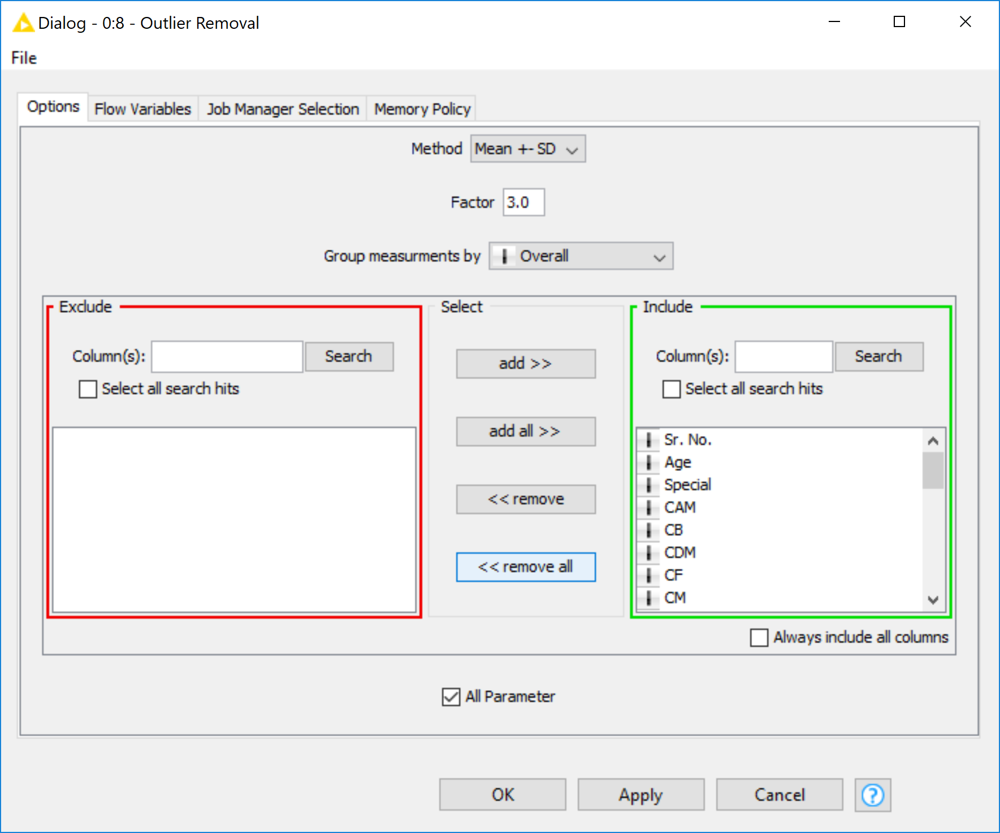 Dialog - 0:8 - Outlier Removal
File
Options Flow Variables Job Manager Selection Memory Policy
Method Mean +- SD
Factor 3.0
Group measurments by Overall
Exclude Select Include
Column(s): Search add >> Column(s): Search
Select all search hits Select all search hits
add all >> Sr. No.
Age
Special
<< remove CAM
CB
CDM
<< remove all CF
CM
Always include all columns
All Parameter
OK Apply Cancel ?